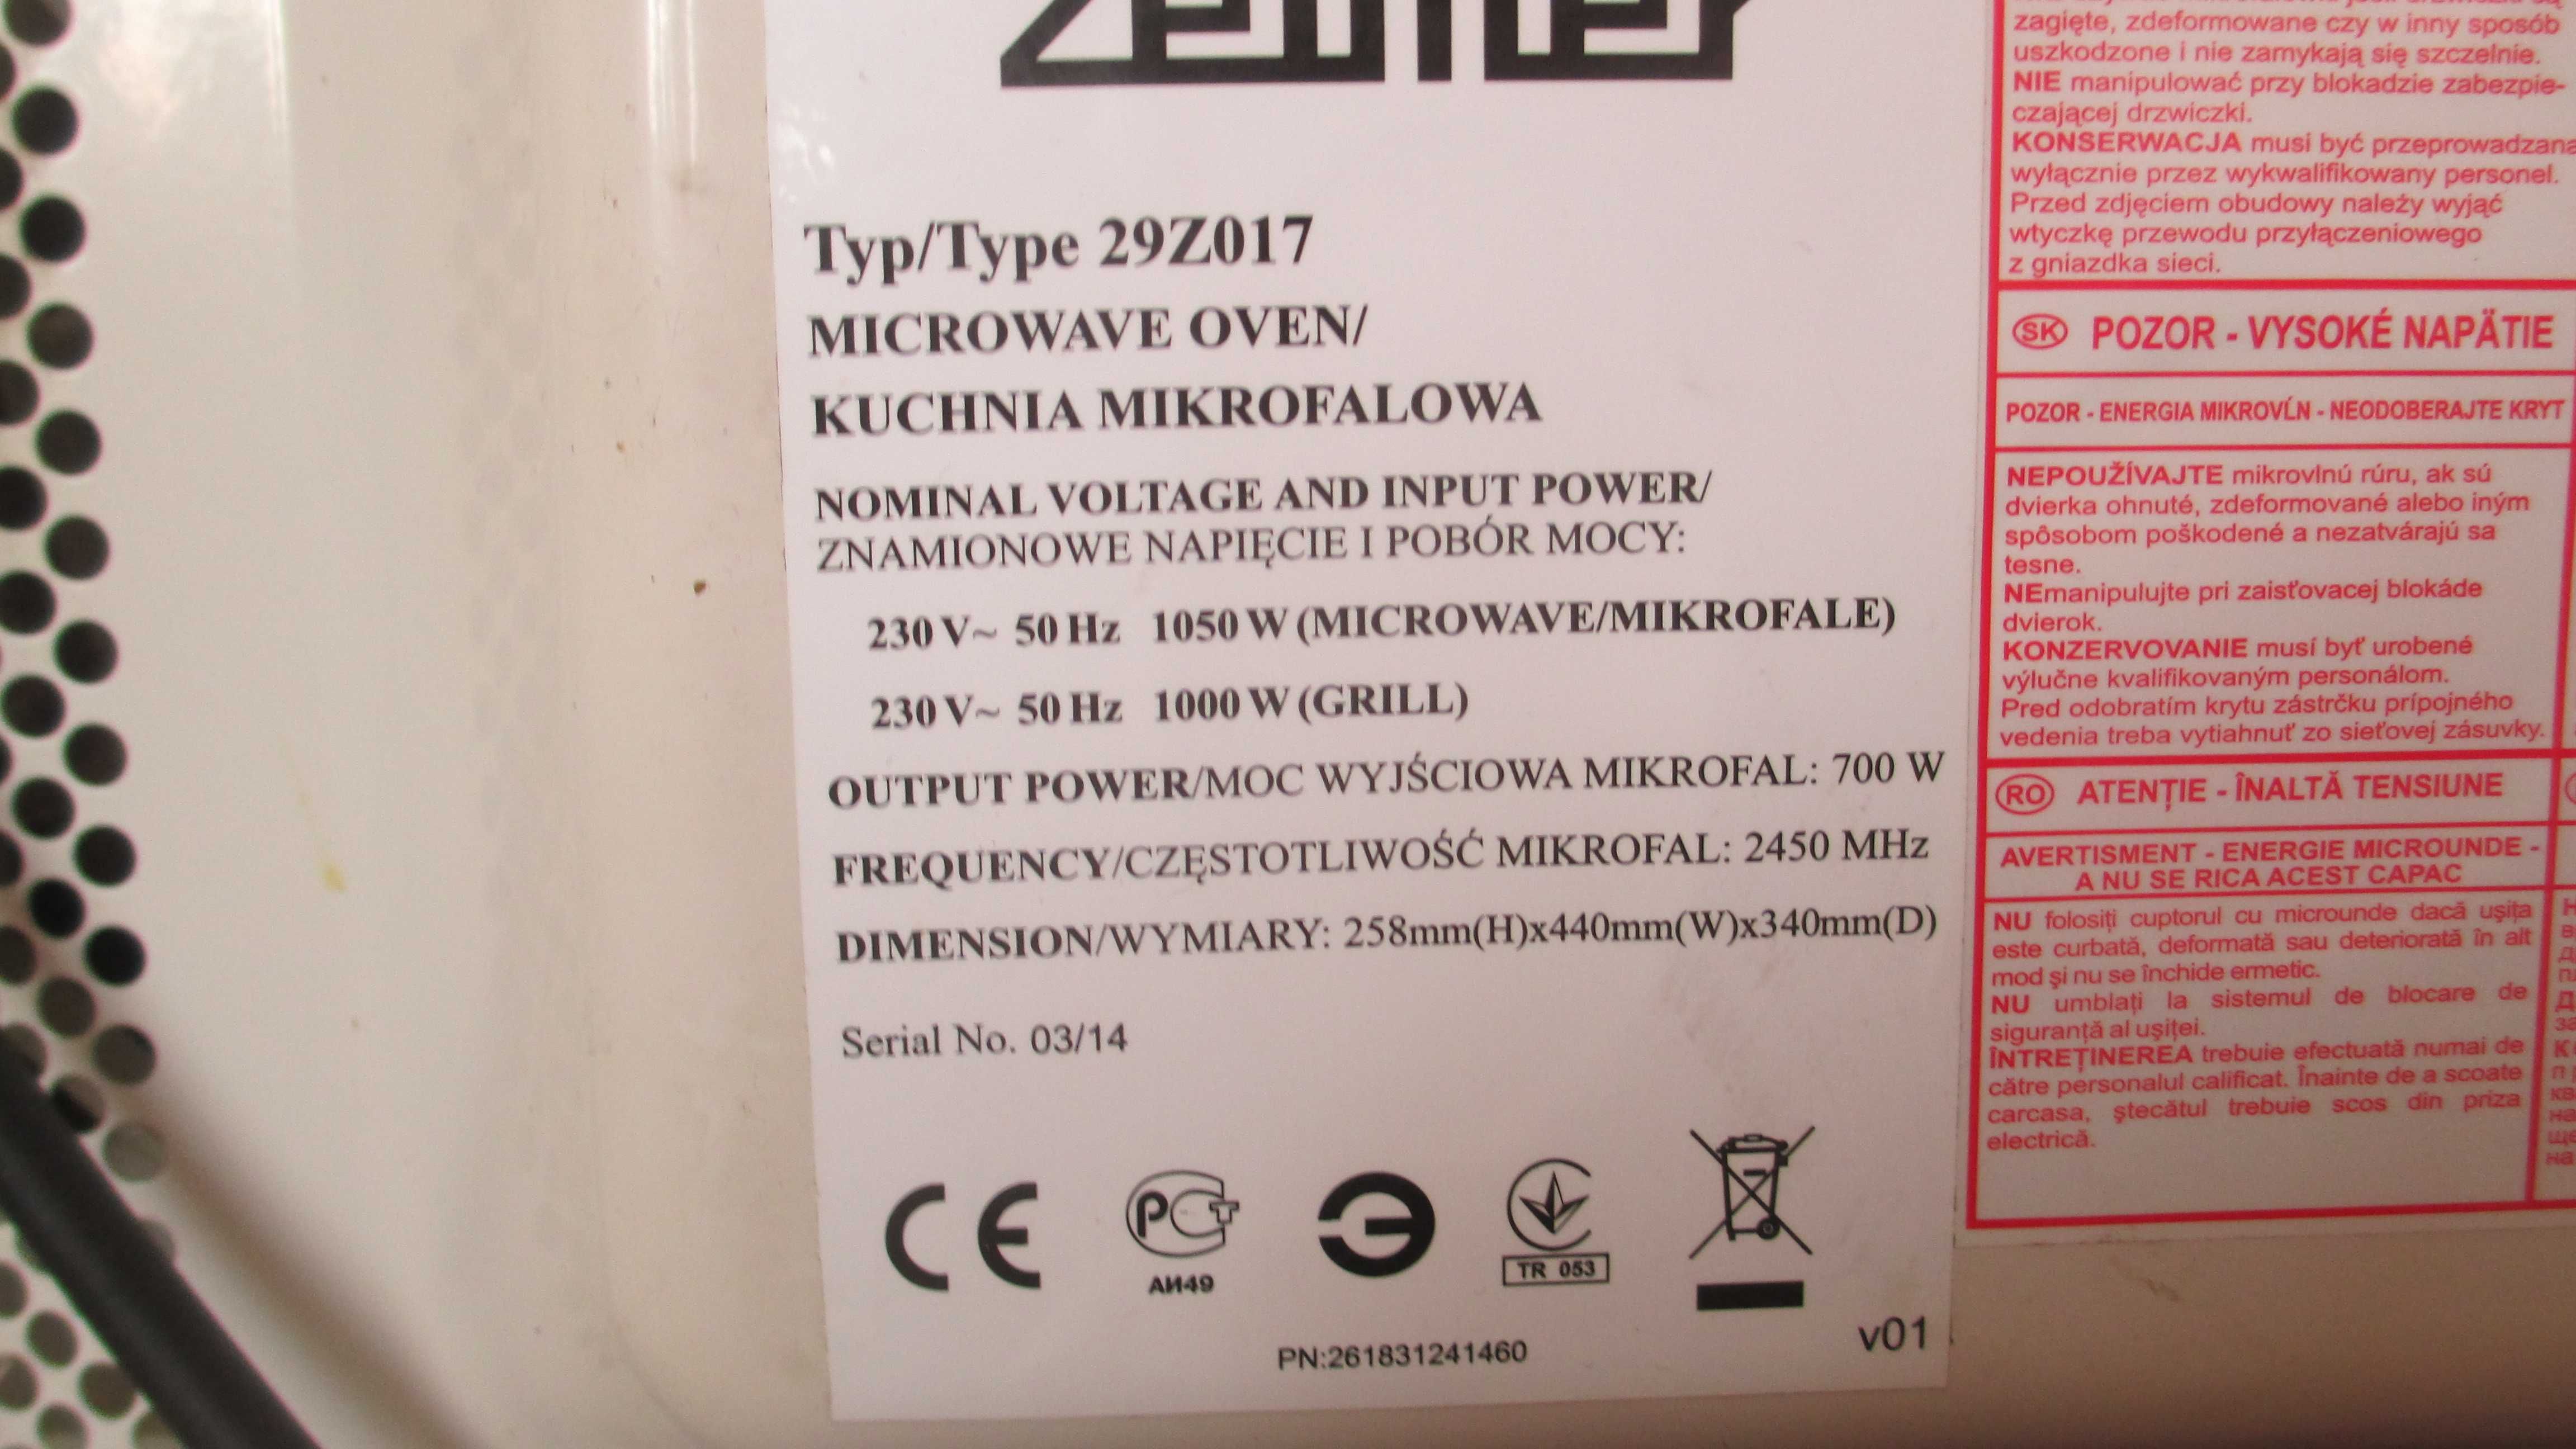 Zelmer
Typ/Type 29Z017
MICROWAVE OVEN/
KUCHNIA MIKROFALOWA
NOMINAL VOLTAGE AND INPUT POWER/
ZNAMIONOWE NAPIĘCIE I POBÓR MOCY:
230 V~ 50 Hz 1050 W (MICROWAVE/MIKROFALE)
230 V~ 50 Hz 1000 W (GRILL)
OUTPUT POWER/MOC WYJŚCIOWA MIKROFAL: 700 W
FREQUENCY/CZĘSTOTLIWOŚĆ MIKROFAL: 2450 MHz
DIMENSION/WYMIARY: 258mm(H)x440mm(W)x340mm(D)
Serial No. 03/14
CE
PCT
АИ49
Э
TR 053
PN:261831241460
v01
zagięte, zdeformowane czy w inny sposób
uszkodzone i nie zamykają się szczelnie.
NIE manipulować przy blokadzie zabezpie-
czającej drzwiczki.
KONSERWACJA musi być przeprowadzana
wyłącznie przez wykwalifikowany personel.
Przed zdjęciem obudowy należy wyjąć
wtyczkę przewodu przyłączeniowego
z gniazdka sieci.
SK POZOR - VYSOKÉ NAPÄTIE
POZOR - ENERGIA MIKROVĹN - NEODOBERAJTE KRYT
NEPOUŽÍVAJTE mikrovlnú rúru, ak sú
dvierka ohnuté, zdeformované alebo iným
spôsobom poškodené a nezatvárajú sa
tesne.
NEmanipulujte pri zaisťovacej blokáde
dvierok.
KONZERVOVANIE musí byť urobené
výlučne kvalifikovaným personálom.
Pred odobratím krytu zástrčku prípojného
vedenia treba vytiahnuť zo sieťovej zásuvky.
RO ATENȚIE - ÎNALTĂ TENSIUNE
AVERTISMENT - ENERGIE MICROUNDE -
A NU SE RICA ACEST CAPAC
NU folosiți cuptorul cu microunde dacă ușița
este curbată, deformată sau deteriorată în alt
mod și nu se închide ermetic.
NU umblați la sistemul de blocare de
siguranță al ușiței.
ÎNTREȚINEREA trebuie efectuată numai de
către personalul calificat. Înainte de a scoate
carcasa, ștecătul trebuie scos din priza
electrică.